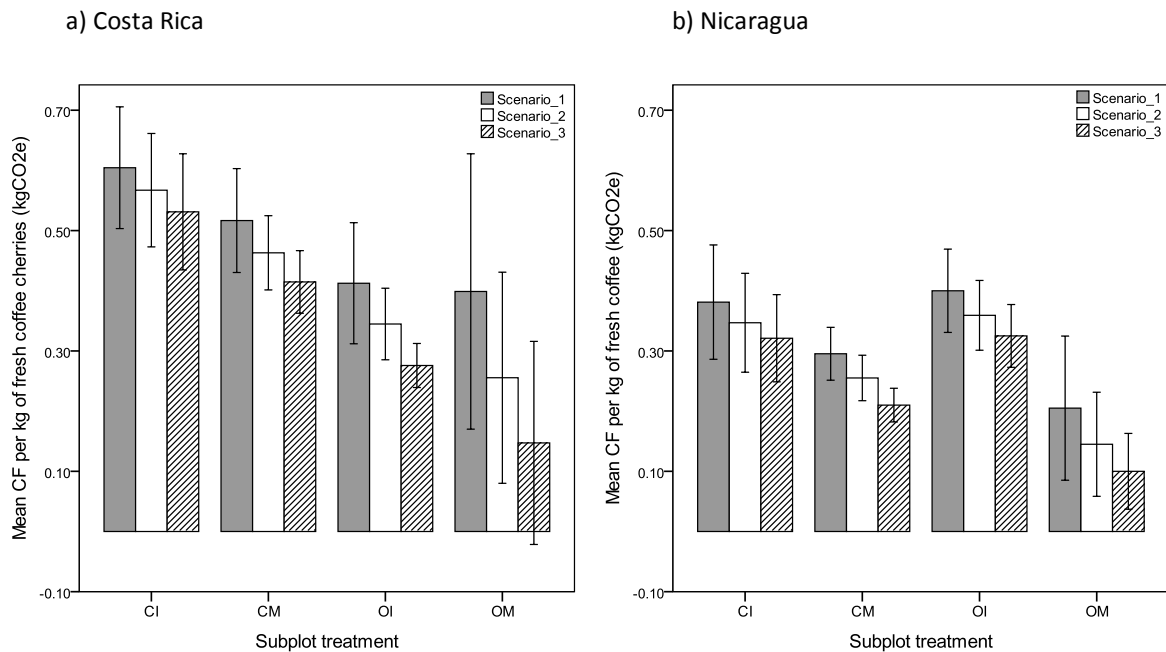 a) Costa Rica
Scenario_1
Scenario_2
Scenario_3
0.70
0.50
0.30
0.10
-0.10
Mean CF per kg of fresh coffee cherries (kgCO2e)
CI
CM
OI
OM
Subplot treatment
b) Nicaragua
Scenario_1
Scenario_2
Scenario_3
0.70
0.50
0.30
0.10
-0.10
Mean CF per kg of fresh coffee (kgCO2e)
CI
CM
OI
OM
Subplot treatment